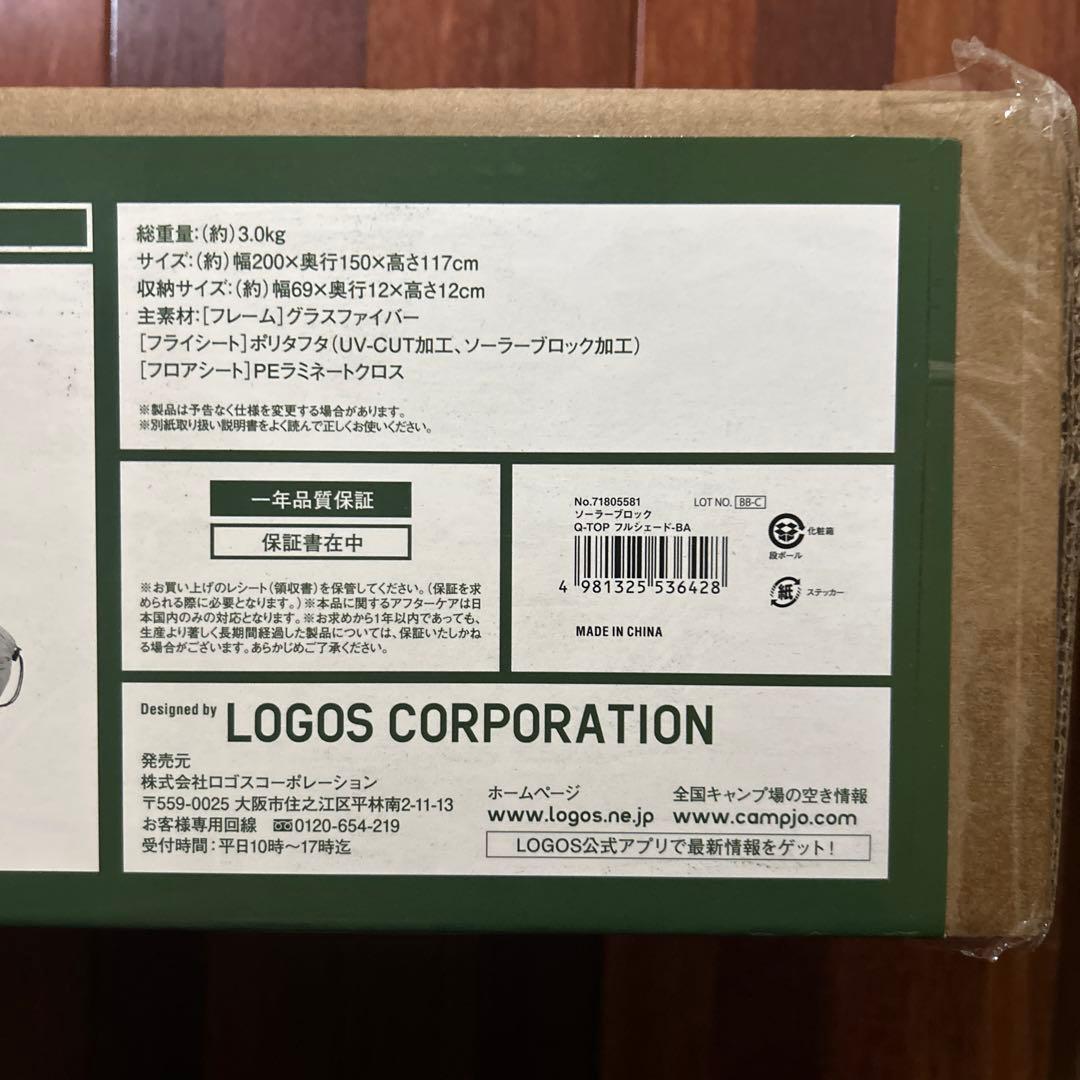 総重量:(約)3.0kg
サイズ:(約)幅200×奥行150×高さ117cm
収納サイズ:(約)幅69×奥行12×高さ12cm
主素材:[フレーム]グラスファイバー
[フライシート]ポリタフタ(UV-CUT加工、ソーラーブロック加工)
[フロアシート]PEラミネートクロス
※製品は予告なく仕様を変更する場合があります。
※別紙取り扱い説明書をよく読んで正しくお使いください。
一年品質保証
保証書在中
※お買い上げのレシート(領収書)を保管してください。(保証を求
められる際に必要となります。)※本品に関するアフターケアは日
本国内のみの対応となります。※お求めから1年以内であっても、
生産より著しく長期間経過した製品については、保証いたしかね
る場合がございます。あらかじめご了承ください。
No.71805581 LOT NO. BB-C
ソーラーブロック
Q-TOP フルシェード-BA
4 981325 536428
MADE IN CHINA
化粧箱
段ボール
紙 ステッカー
Designed by LOGOS CORPORATION
発売元
株式会社ロゴスコーポレーション
〒559-0025 大阪市住之江区平林南2-11-13
お客様専用回線 0120-654-219
受付時間:平日10時〜17時迄
ホームページ 全国キャンプ場の空き情報
www.logos.ne.jp www.campjo.com
LOGOS公式アプリで最新情報をゲット!